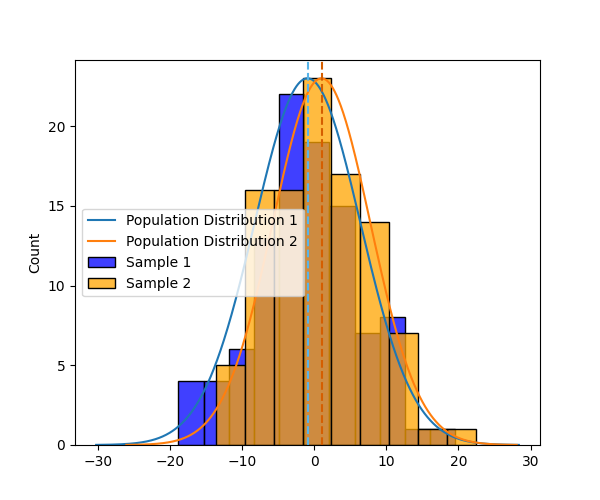 20
15
10
5
0
Count
Population Distribution 1
Population Distribution 2
Sample 1
Sample 2
−30 −20 −10 0 10 20 30